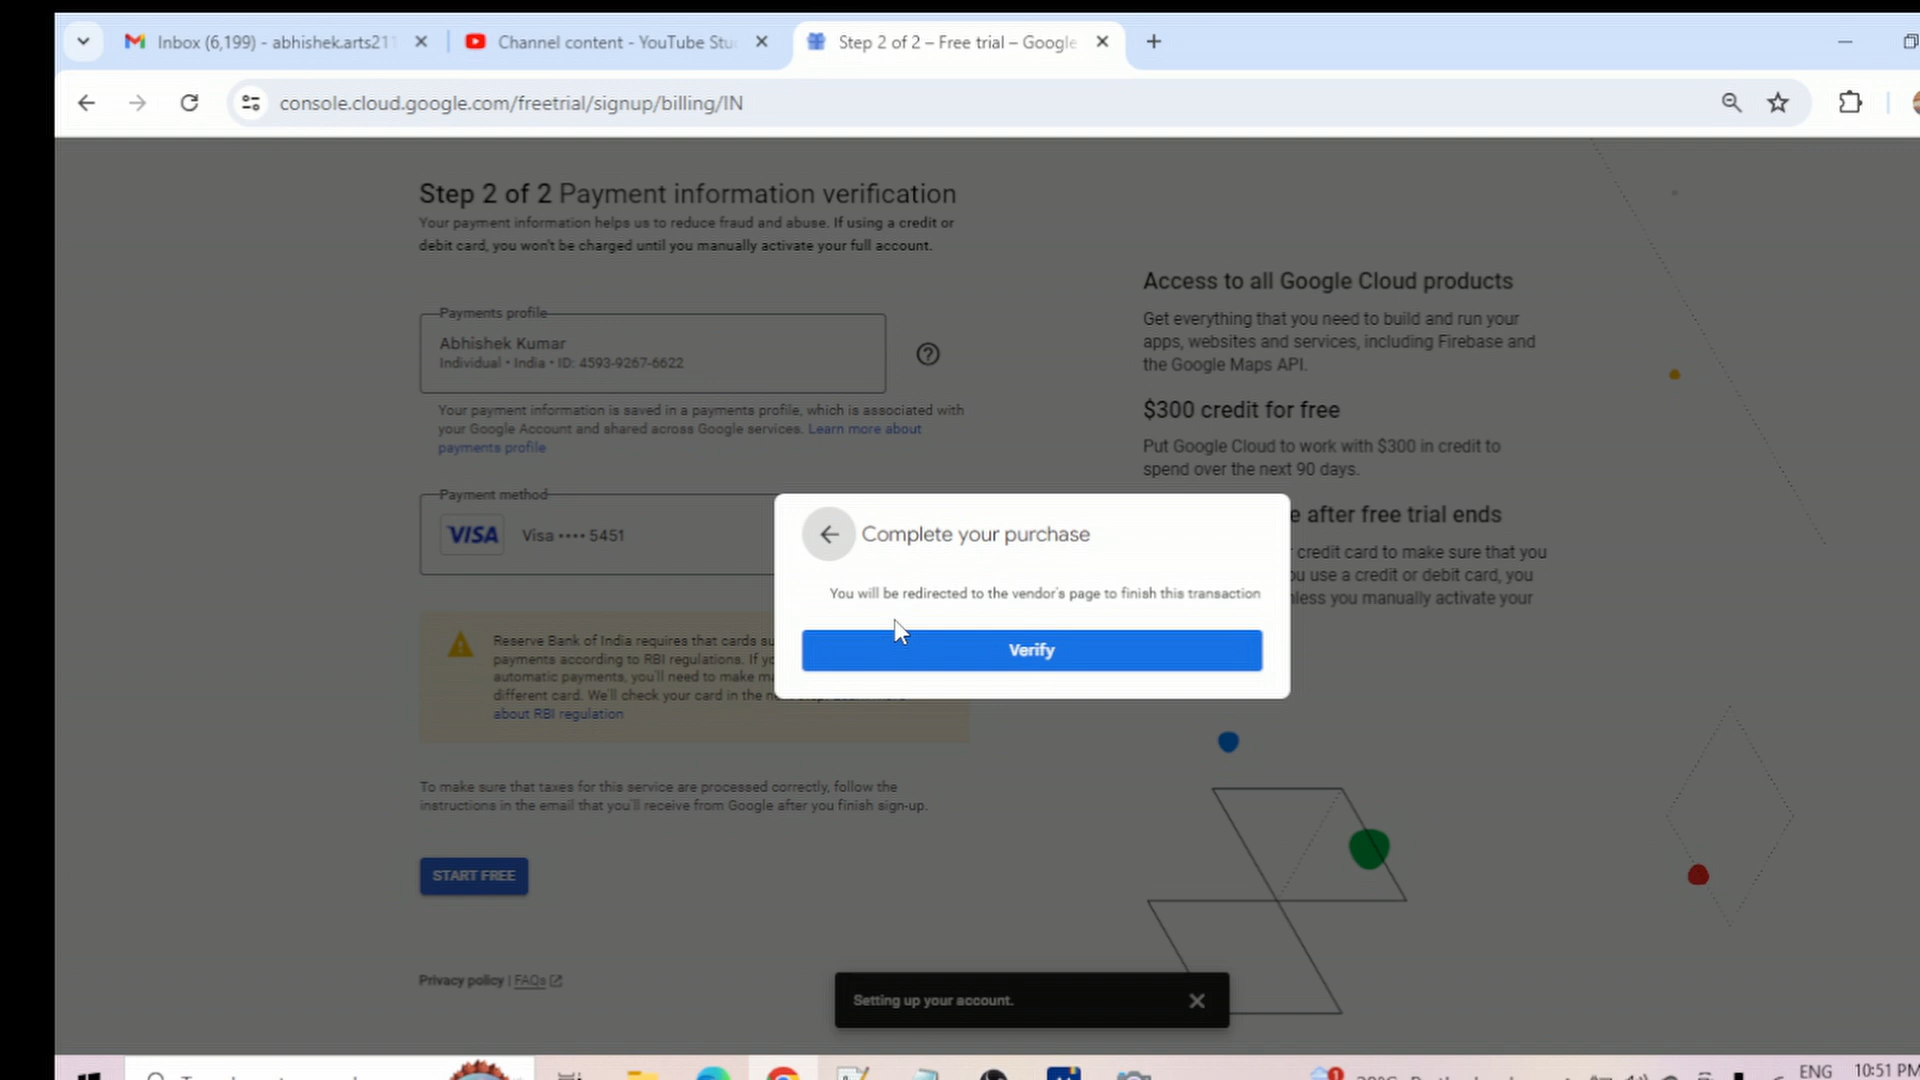 Inbox (6,199) - abhishek.arts211
Channel content - YouTube Stu
Step 2 of 2 – Free trial – Google
console.cloud.google.com/freetrial/signup/billing/IN
Step 2 of 2 Payment information verification
Your payment information helps us to reduce fraud and abuse. If using a credit or
debit card, you won't be charged until you manually activate your full account.
Payments profile
Abhishek Kumar
Individual • India • ID: 4593-9267-6622
Your payment information is saved in a payments profile, which is associated with
your Google Account and shared across Google services. Learn more about
payments profile
Payment method
VISA Visa •••• 5451
Reserve Bank of India requires that cards su
payments according to RBI regulations. If yo
automatic payments, you'll need to make ma
different card. We'll check your card in the
about RBI regulation
To make sure that taxes for this service are processed correctly, follow the
instructions in the email that you'll receive from Google after you finish sign-up.
START FREE
Privacy policy | FAQs
Access to all Google Cloud products
Get everything that you need to build and run your
apps, websites and services, including Firebase and
the Google Maps API.
$300 credit for free
Put Google Cloud to work with $300 in credit to
spend over the next 90 days.
e after free trial ends
credit card to make sure that you
ou use a credit or debit card, you
nless you manually activate your
Complete your purchase
You will be redirected to the vendor's page to finish this transaction
Verify
Setting up your account.
ENG
10:51 PM